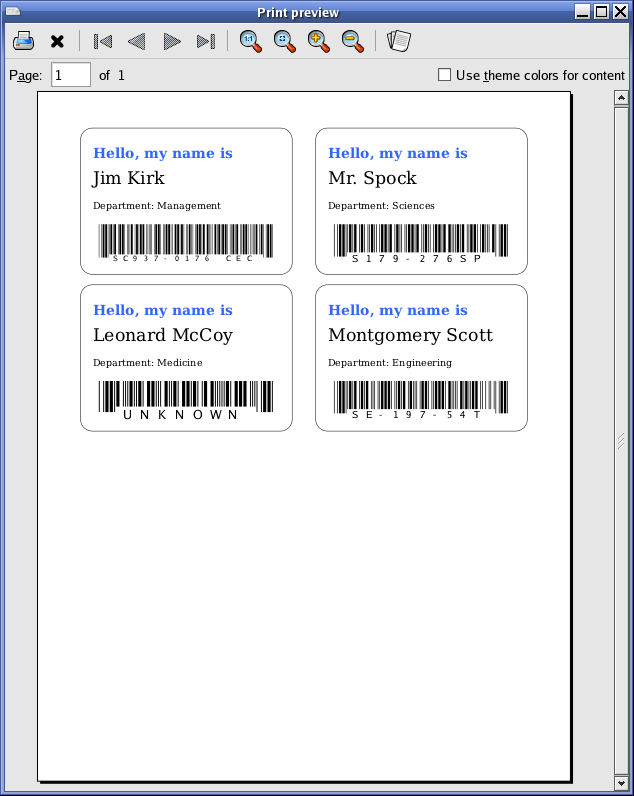 Print preview
1:1
Page: 1 of 1
Use theme colors for content
Hello, my name is
Jim Kirk
Department: Management
SC937-0176 CEC
Hello, my name is
Mr. Spock
Department: Sciences
S179-276SP
Hello, my name is
Leonard McCoy
Department: Medicine
UNKNOWN
Hello, my name is
Montgomery Scott
Department: Engineering
SE-197-54T